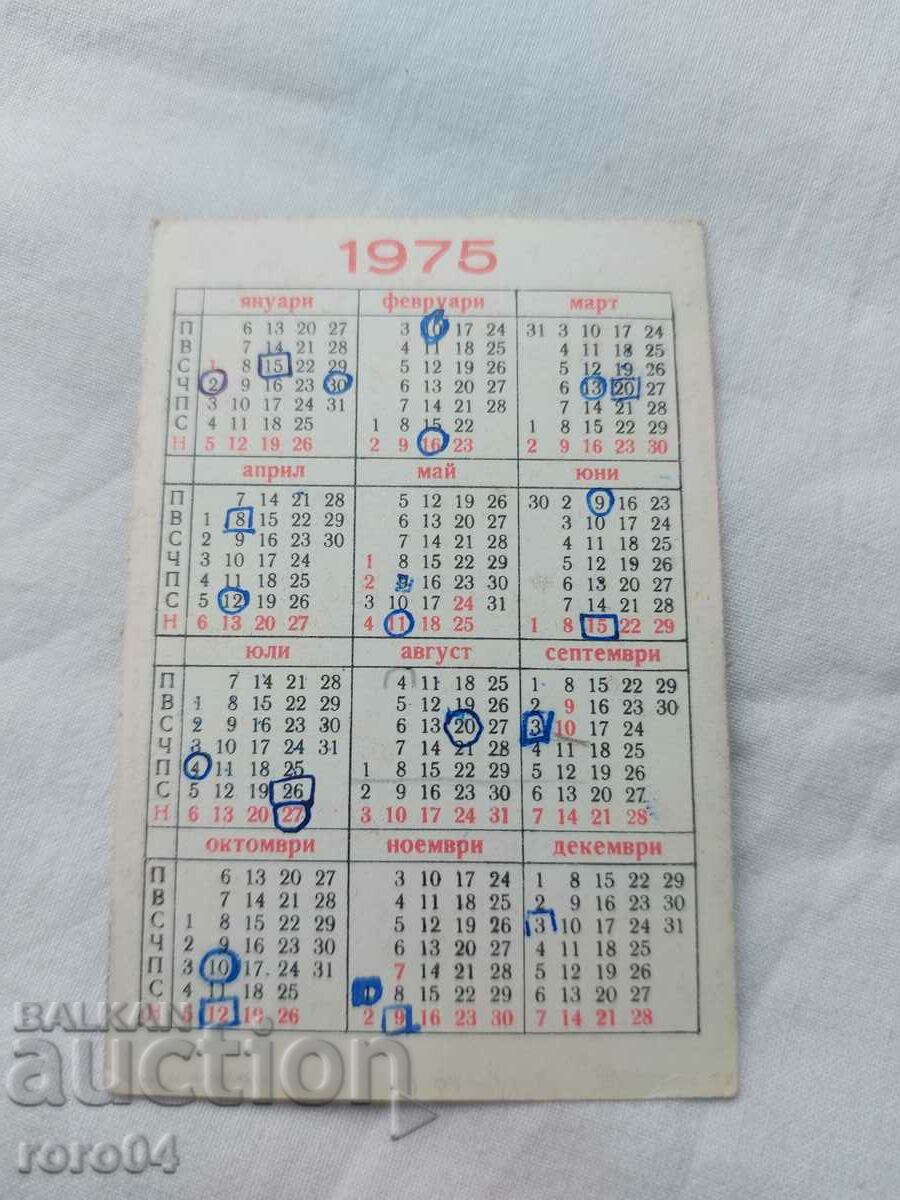 1975
януари февруари март
П 6 13 20 27 3 10 17 24 31 3 10 17 24
В 7 14 21 28 4 11 18 25 4 11 18 25
С 1 8 15 22 29 5 12 19 26 5 12 19 26
Ч 2 9 16 23 30 6 13 20 27 6 13 20 27
П 3 10 17 24 31 7 14 21 28 7 14 21 28
С 4 11 18 25 1 8 15 22 1 8 15 22 29
Н 5 12 19 26 2 9 16 23 2 9 16 23 30
април май юни
П 7 14 21 28 5 12 19 26 30 2 9 16 23
В 1 8 15 22 29 6 13 20 27 3 10 17 24
С 2 9 16 23 30 7 14 21 28 4 11 18 25
Ч 3 10 17 24 1 8 15 22 29 5 12 19 26
П 4 11 18 25 2 9 16 23 30 6 13 20 27
С 5 12 19 26 3 10 17 24 31 7 14 21 28
Н 6 13 20 27 4 11 18 25 1 8 15 22 29
юли август септември
П 7 14 21 28 4 11 18 25 1 8 15 22 29
В 1 8 15 22 29 5 12 19 26 2 9 16 23 30
С 2 9 16 23 30 6 13 20 27 3 10 17 24
Ч 3 10 17 24 31 7 14 21 28 4 11 18 25
П 4 11 18 25 1 8 15 22 29 5 12 19 26
С 5 12 19 26 2 9 16 23 30 6 13 20 27
Н 6 13 20 27 3 10 17 24 31 7 14 21 28
октомври ноември декември
П 6 13 20 27 3 10 17 24 1 8 15 22 29
В 7 14 21 28 4 11 18 25 2 9 16 23 30
С 1 8 15 22 29 5 12 19 26 3 10 17 24 31
Ч 2 9 16 23 30 6 13 20 27 4 11 18 25
П 3 10 17 24 31 7 14 21 28 5 12 19 26
С 4 11 18 25 1 8 15 22 29 6 13 20 27
Н 5 12 19 26 2 9 16 23 30 7 14 21 28
BALKAN
auction
roro04